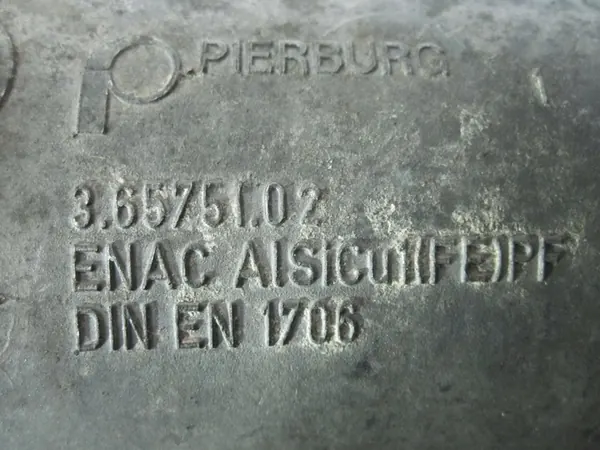 PIERBURG
3.65751.02
ENAC AlSiCu1(FE)PF
DIN EN 1706